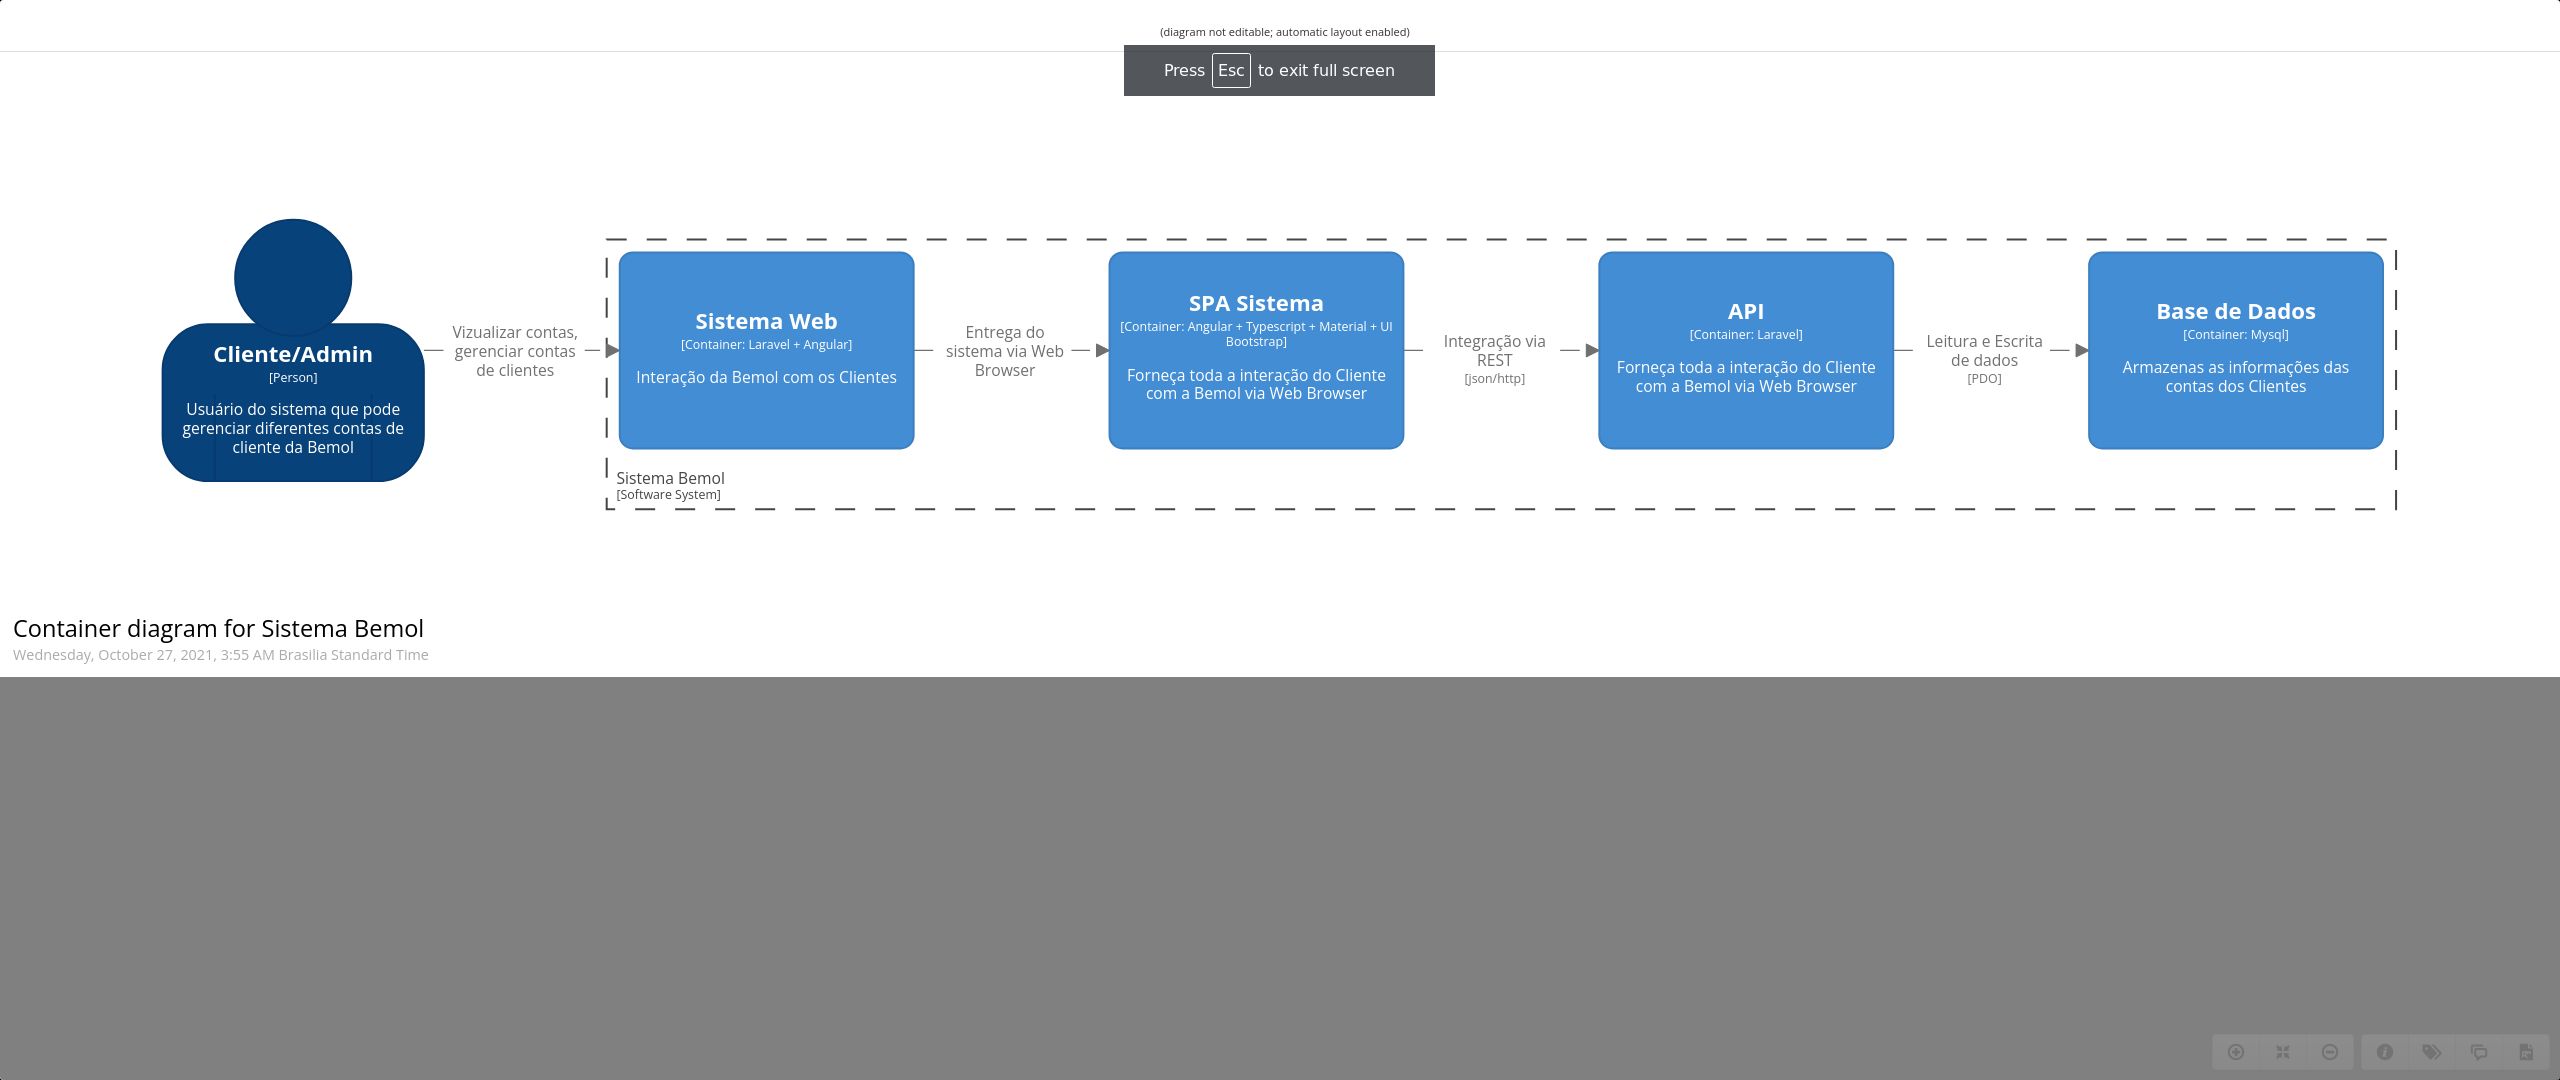 (diagram not editable; automatic layout enabled)
Press Esc to exit full screen
Cliente/Admin
[Person]
Usuário do sistema que pode
gerenciar diferentes contas de
cliente da Bemol
Vizualizar contas,
gerenciar contas
de clientes
Sistema Web
[Container: Laravel + Angular]
Interação da Bemol com os Clientes
Entrega do
sistema via Web
Browser
SPA Sistema
[Container: Angular + Typescript + Material + UI
Bootstrap]
Forneça toda a interação do Cliente
com a Bemol via Web Browser
Integração via
REST
[json/http]
API
[Container: Laravel]
Forneça toda a interação do Cliente
com a Bemol via Web Browser
Leitura e Escrita
de dados
[PDO]
Base de Dados
[Container: Mysql]
Armazenas as informações das
contas dos Clientes
Sistema Bemol
[Software System]
Container diagram for Sistema Bemol
Wednesday, October 27, 2021, 3:55 AM Brasilia Standard Time